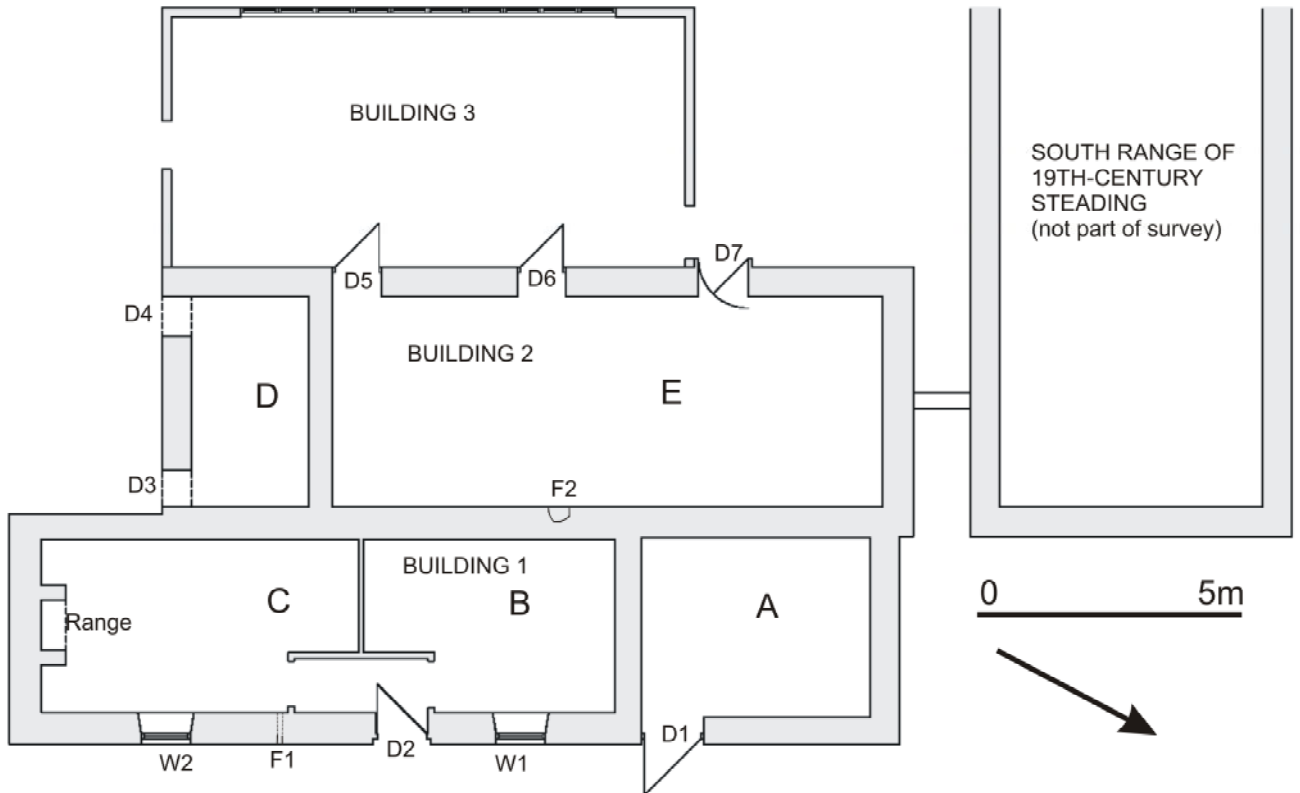 BUILDING 3
SOUTH RANGE OF
19TH-CENTURY
STEADING
(not part of survey)
D7
D5
D6
D4
BUILDING 2
D
E
D3
F2
BUILDING 1
C
B
A
0 5m
Range
W2
F1
D2
W1
D1